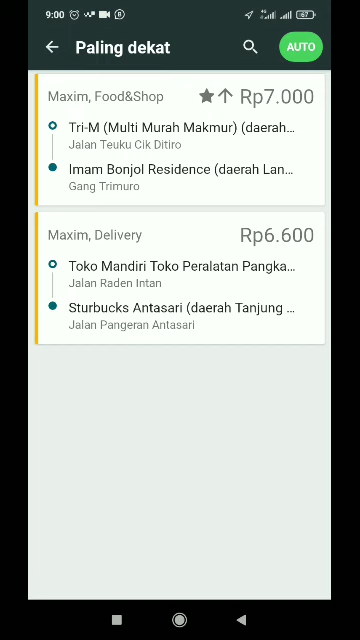 9:00
4G
67
Paling dekat
AUTO
Maxim, Food&Shop
Rp7.000
Tri-M (Multi Murah Makmur) (daerah...
Jalan Teuku Cik Ditiro
Imam Bonjol Residence (daerah Lan...
Gang Trimuro
Maxim, Delivery
Rp6.600
Toko Mandiri Toko Peralatan Pangka...
Jalan Raden Intan
Sturbucks Antasari (daerah Tanjung ...
Jalan Pangeran Antasari